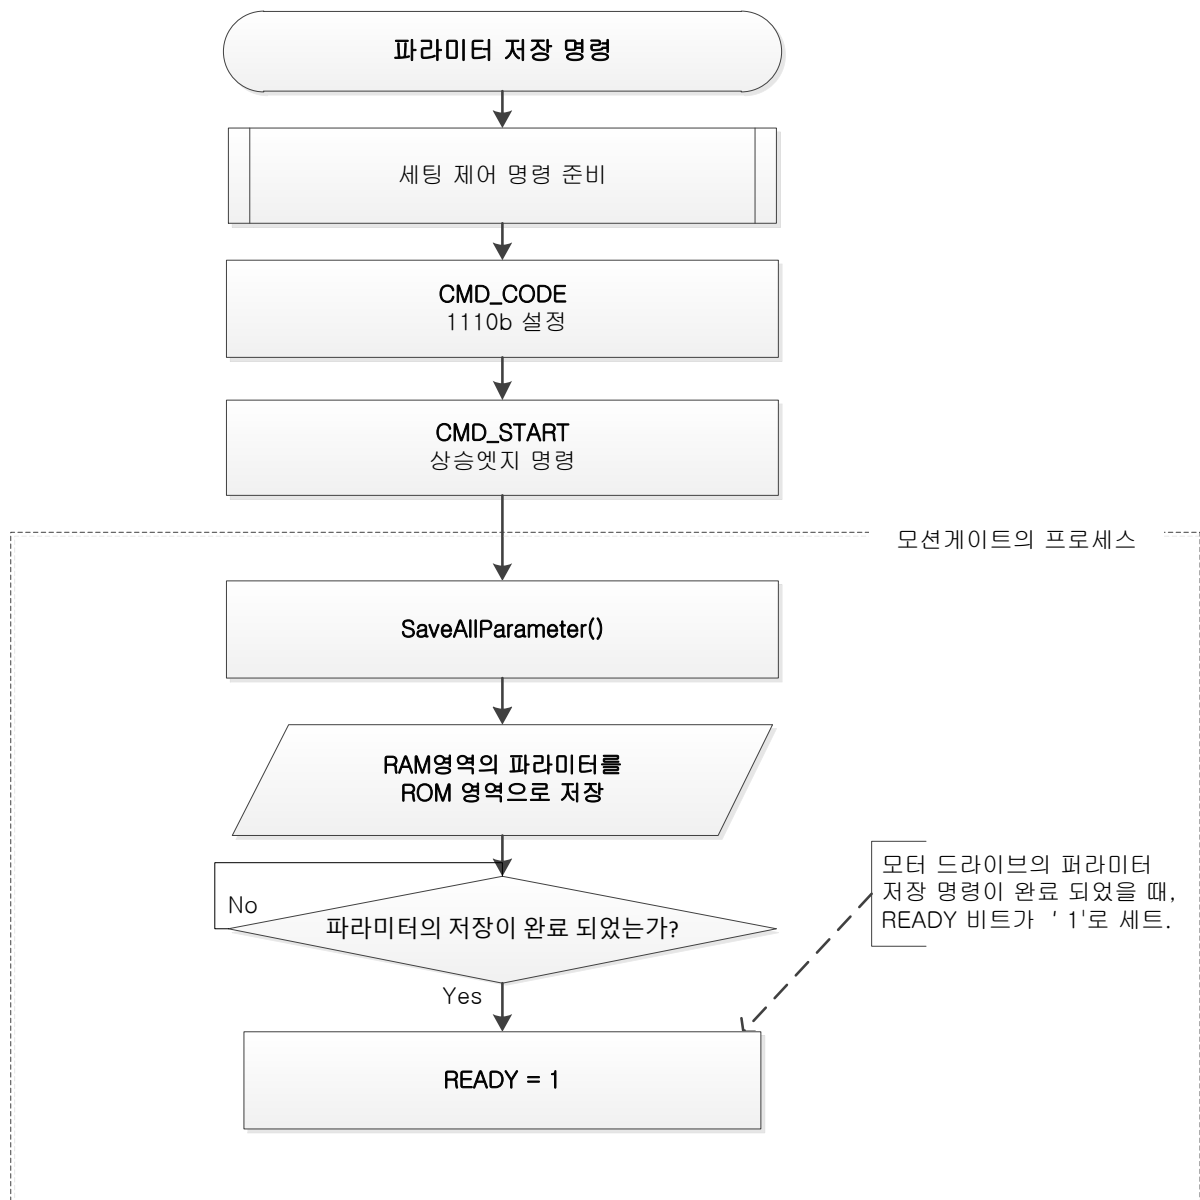 파라미터 저장 명령
세팅 제어 명령 준비
CMD_CODE
1110b 설정
CMD_START
상승엣지 명령
모션게이트의 프로세스
SaveAllParameter()
RAM영역의 파라미터를
ROM 영역으로 저장
모터 드라이브의 퍼라미터
저장 명령이 완료 되었을 때,
READY 비트가 ' 1'로 세트.
No
파라미터의 저장이 완료 되었는가?
Yes
READY = 1